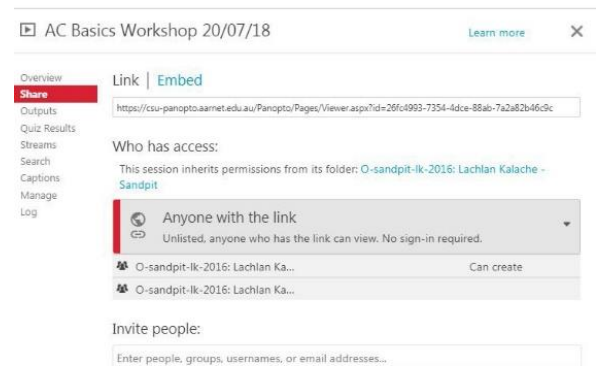 AC Basics Workshop 20/07/18
Learn more
Overview
Share
Outputs
Quiz Results
Streams
Search
Captions
Manage
Log
Link | Embed
https://csu-panopto.aarnet.edu.au/Panopto/Pages/Viewer.aspx?id=26fc4993-7354-4dce-88ab-7a2a82b46c9c
Who has access:
This session inherits permissions from its folder: O-sandpit-lk-2016: Lachlan Kalache -
Sandpit
Anyone with the link
Unlisted, anyone who has the link can view. No sign-in required.
O-sandpit-lk-2016: Lachlan Ka...
Can create
O-sandpit-lk-2016: Lachlan Ka...
Invite people:
Enter people, groups, usernames, or email addresses...